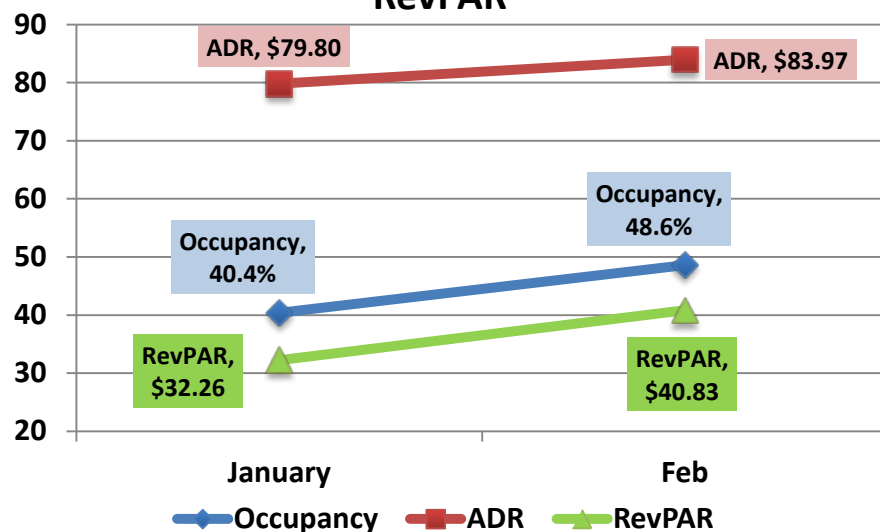 RevPAR
90
80
70
60
50
40
30
20
ADR, $79.80
ADR, $83.97
Occupancy,
48.6%
Occupancy,
40.4%
RevPAR,
$32.26
RevPAR,
$40.83
January
Feb
Occupancy
ADR
RevPAR